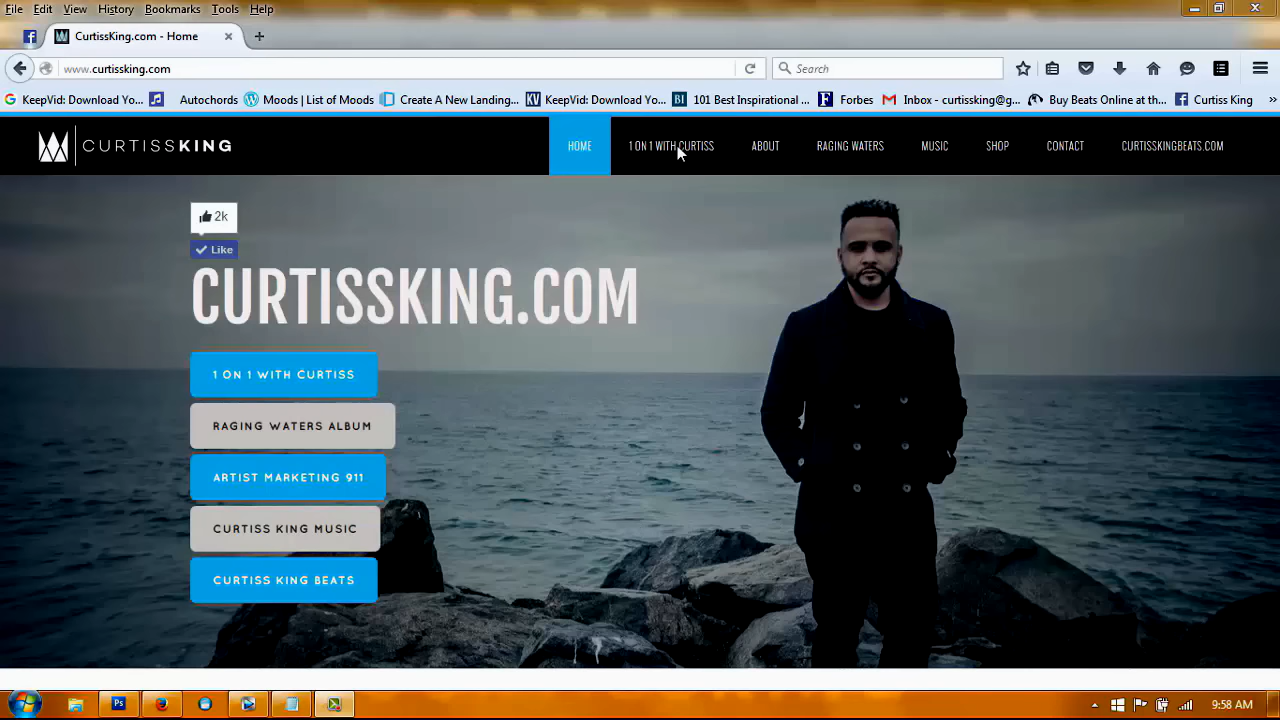 File Edit View History Bookmarks Tools Help
CurtissKing.com - Home
www.curtissking.com
Search
KeepVid: Download Yo... Autochords Moods | List of Moods Create A New Landing... KeepVid: Download Yo... 101 Best Inspirational ... Forbes Inbox - curtissking@g... Buy Beats Online at th... Curtiss King »
CURTISSKING
HOME 1 ON 1 WITH CURTISS ABOUT RAGING WATERS MUSIC SHOP CONTACT CURTISSKINGBEATS.COM
2k
Like
CURTISSKING.COM
1 ON 1 WITH CURTISS
RAGING WATERS ALBUM
ARTIST MARKETING 911
CURTISS KING MUSIC
CURTISS KING BEATS
9:58 AM